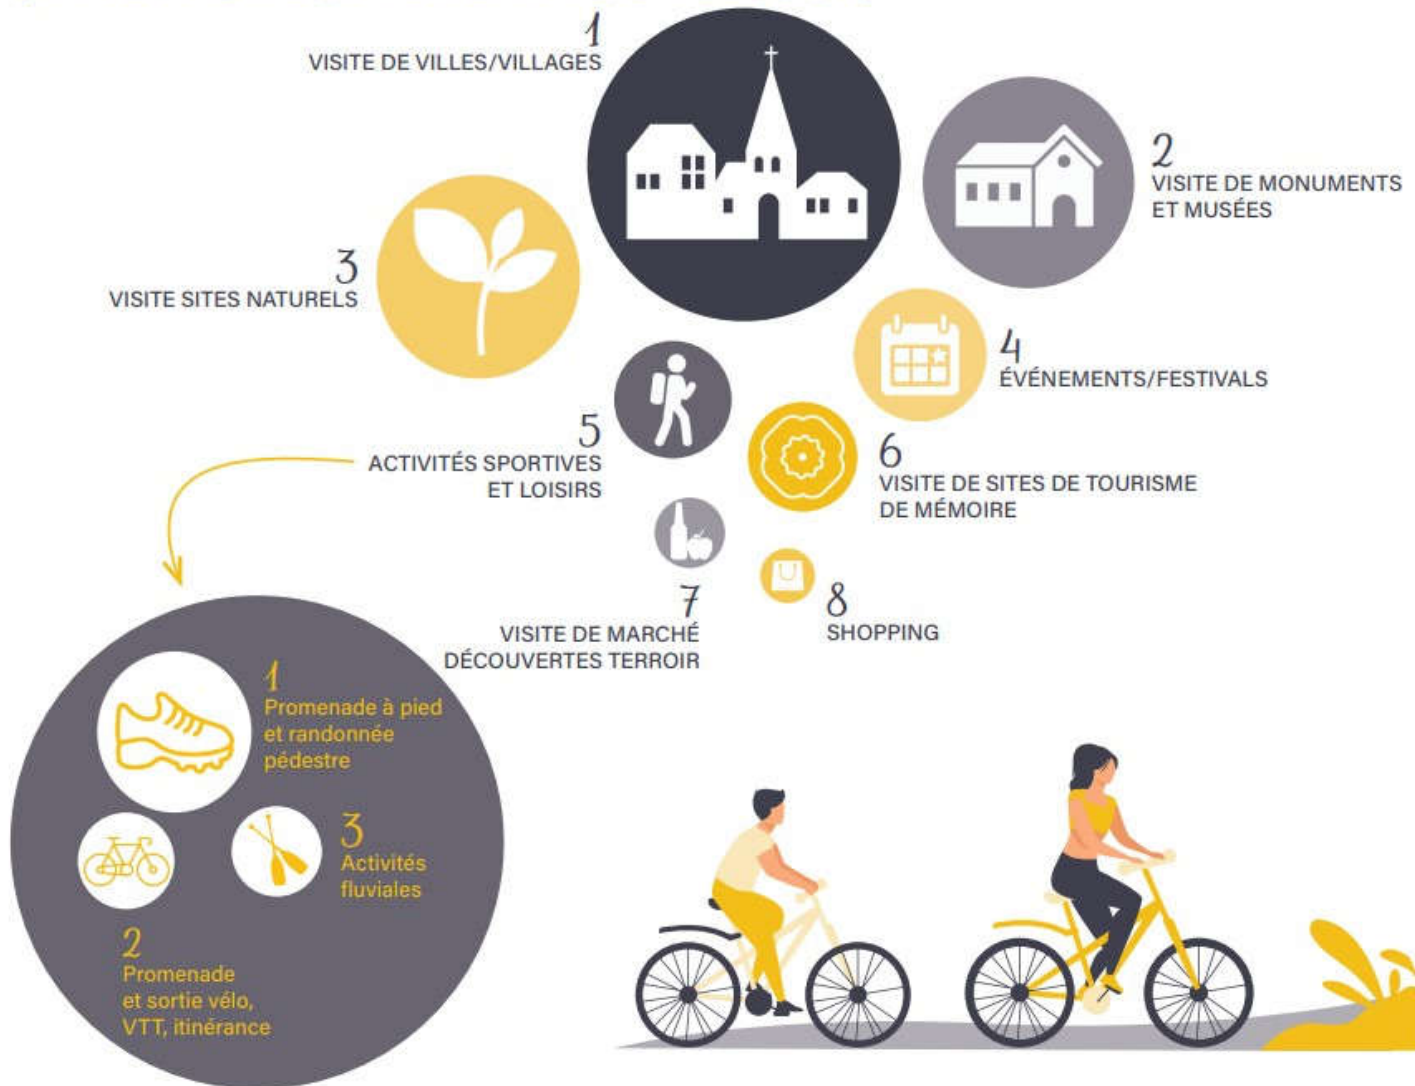 1
VISITE DE VILLES/VILLAGES
2
VISITE DE MONUMENTS
ET MUSÉES
3
VISITE SITES NATURELS
4
ÉVÉNEMENTS/FESTIVALS
5
ACTIVITÉS SPORTIVES
ET LOISIRS
6
VISITE DE SITES DE TOURISME
DE MÉMOIRE
7
VISITE DE MARCHÉ
DÉCOUVERTES TERROIR
8
SHOPPING
1
Promenade à pied
et randonnée
pédestre
2
Promenade
et sortie vélo,
VTT, itinérance
3
Activités
fluviales